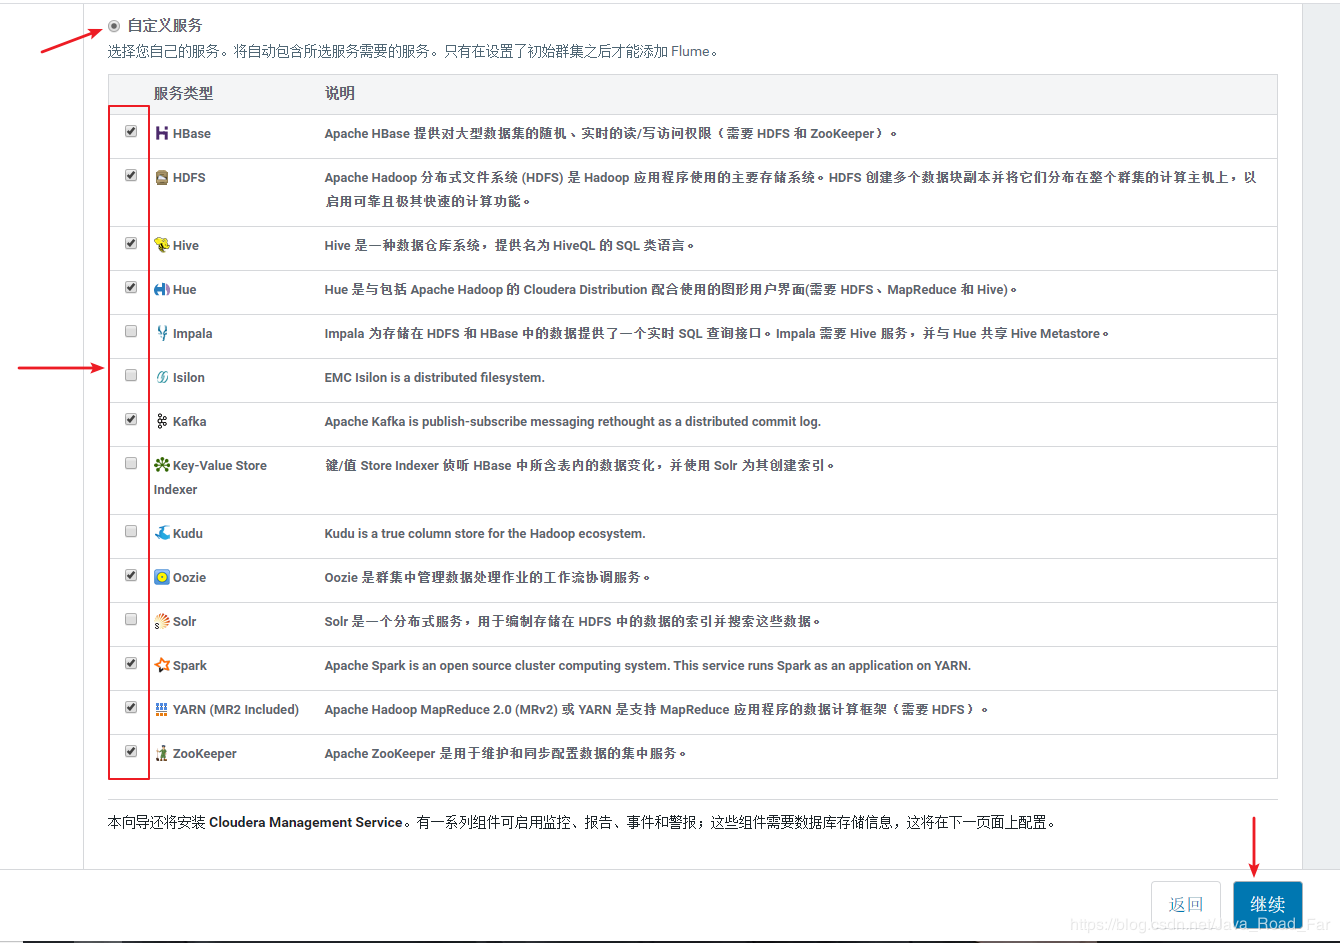 自定义服务
选择您自己的服务。将自动包含所选服务需要的服务。只有在设置了初始群集之后才能添加 Flume。
服务类型 说明
HBase Apache HBase 提供对大型数据集的随机、实时的读/写访问权限（需要 HDFS 和 ZooKeeper）。
HDFS Apache Hadoop 分布式文件系统 (HDFS) 是 Hadoop 应用程序使用的主要存储系统。HDFS 创建多个数据块副本并将它们分布在整个群集的计算主机上，以
启用可靠且极其快速的计算功能。
Hive Hive 是一种数据仓库系统，提供名为 HiveQL 的 SQL 类语言。
Hue Hue 是与包括 Apache Hadoop 的 Cloudera Distribution 配合使用的图形用户界面(需要 HDFS、MapReduce 和 Hive)。
Impala Impala 为存储在 HDFS 和 HBase 中的数据提供了一个实时 SQL 查询接口。Impala 需要 Hive 服务，并与 Hue 共享 Hive Metastore。
Isilon EMC Isilon is a distributed filesystem.
Kafka Apache Kafka is publish-subscribe messaging rethought as a distributed commit log.
Key-Value Store 键/值 Store Indexer 侦听 HBase 中所含表内的数据变化，并使用 Solr 为其创建索引。
Indexer
Kudu Kudu is a true column store for the Hadoop ecosystem.
Oozie Oozie 是群集中管理数据处理作业的工作流协调服务。
Solr Solr 是一个分布式服务，用于编制存储在 HDFS 中的数据的索引并搜索这些数据。
Spark Apache Spark is an open source cluster computing system. This service runs Spark as an application on YARN.
YARN (MR2 Included) Apache Hadoop MapReduce 2.0 (MRv2) 或 YARN 是支持 MapReduce 应用程序的数据计算框架（需要 HDFS）。
ZooKeeper Apache ZooKeeper 是用于维护和同步配置数据的集中服务。
本向导还将安装 Cloudera Management Service。有一系列组件可启用监控、报告、事件和警报；这些组件需要数据库存储信息，这将在下一页面上配置。
返回 继续
https://blog.csdn.net/Java_Road_Far